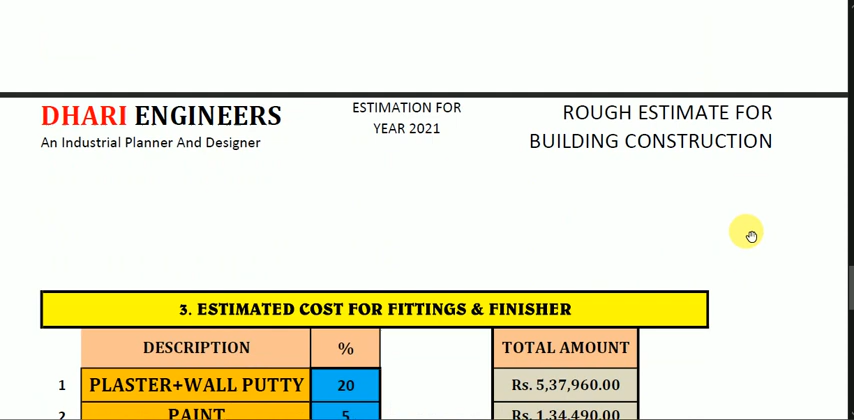 DHARI ENGINEERS
An Industrial Planner And Designer
ESTIMATION FOR
YEAR 2021
ROUGH ESTIMATE FOR
BUILDING CONSTRUCTION
3. ESTIMATED COST FOR FITTINGS & FINISHER
DESCRIPTION % TOTAL AMOUNT
1 PLASTER+WALL PUTTY 20 Rs. 5,37,960.00
2 PAINT 5 Rs. 1,34,490.00